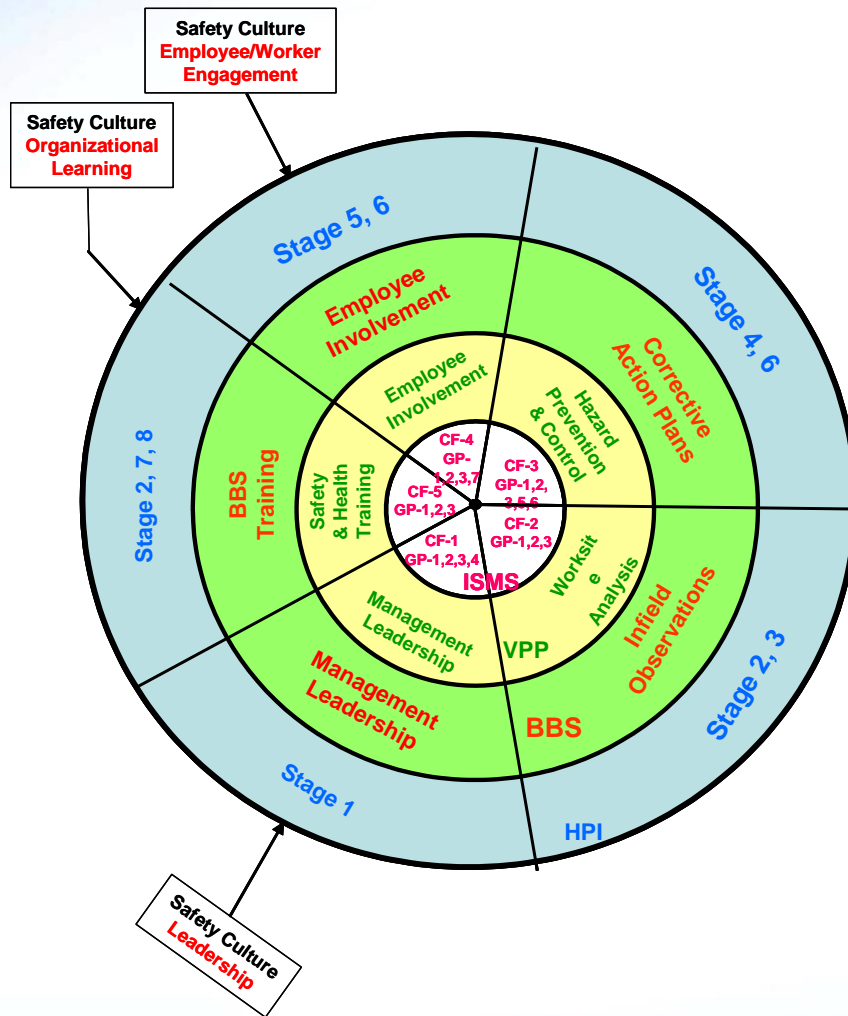 Safety Culture
Employee/Worker
Engagement
Safety Culture
Organizational
Learning
Stage 5, 6
Stage 4, 6
Stage 2, 7, 8
Stage 2, 3
Stage 1
HPI
Employee
Involvement
Corrective
Action Plans
BBS
Training
Infield
Observations
Management
Leadership
BBS
Employee
Involvement
Hazard
Prevention
& Control
Safety
& Health
Training
Worksit
e
Analysis
Management
Leadership
VPP
CF-4
GP-
1,2,3,7
CF-3
GP-1,2,
3,5,6
CF-5
GP-1,2,3
CF-2
GP-1,2,3
CF-1
GP-1,2,3,4
ISMS
Safety Culture
Leadership